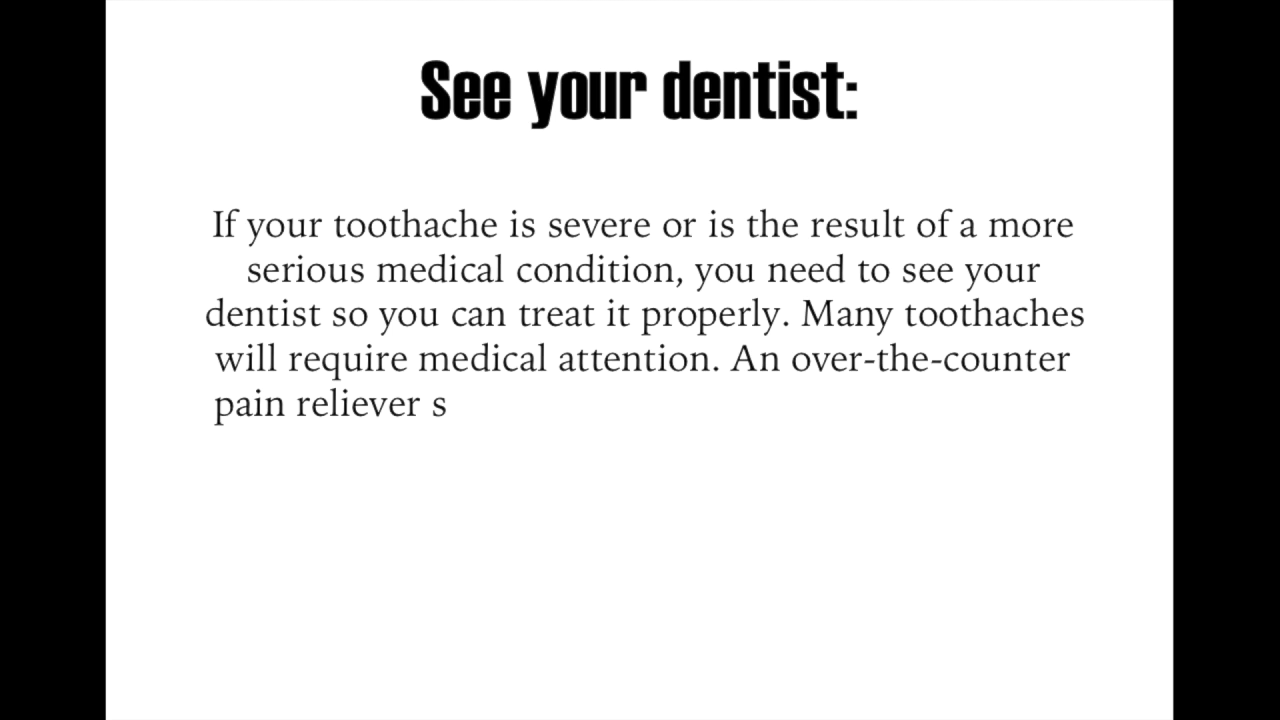 See your dentist:
If your toothache is severe or is the result of a more
serious medical condition, you need to see your
dentist so you can treat it properly. Many toothaches
will require medical attention. An over-the-counter
pain reliever s